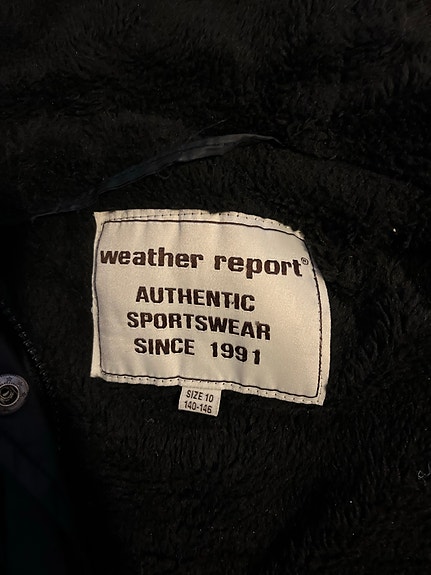 weather report®
AUTHENTIC
SPORTSWEAR
SINCE 1991
SIZE 10
140-146